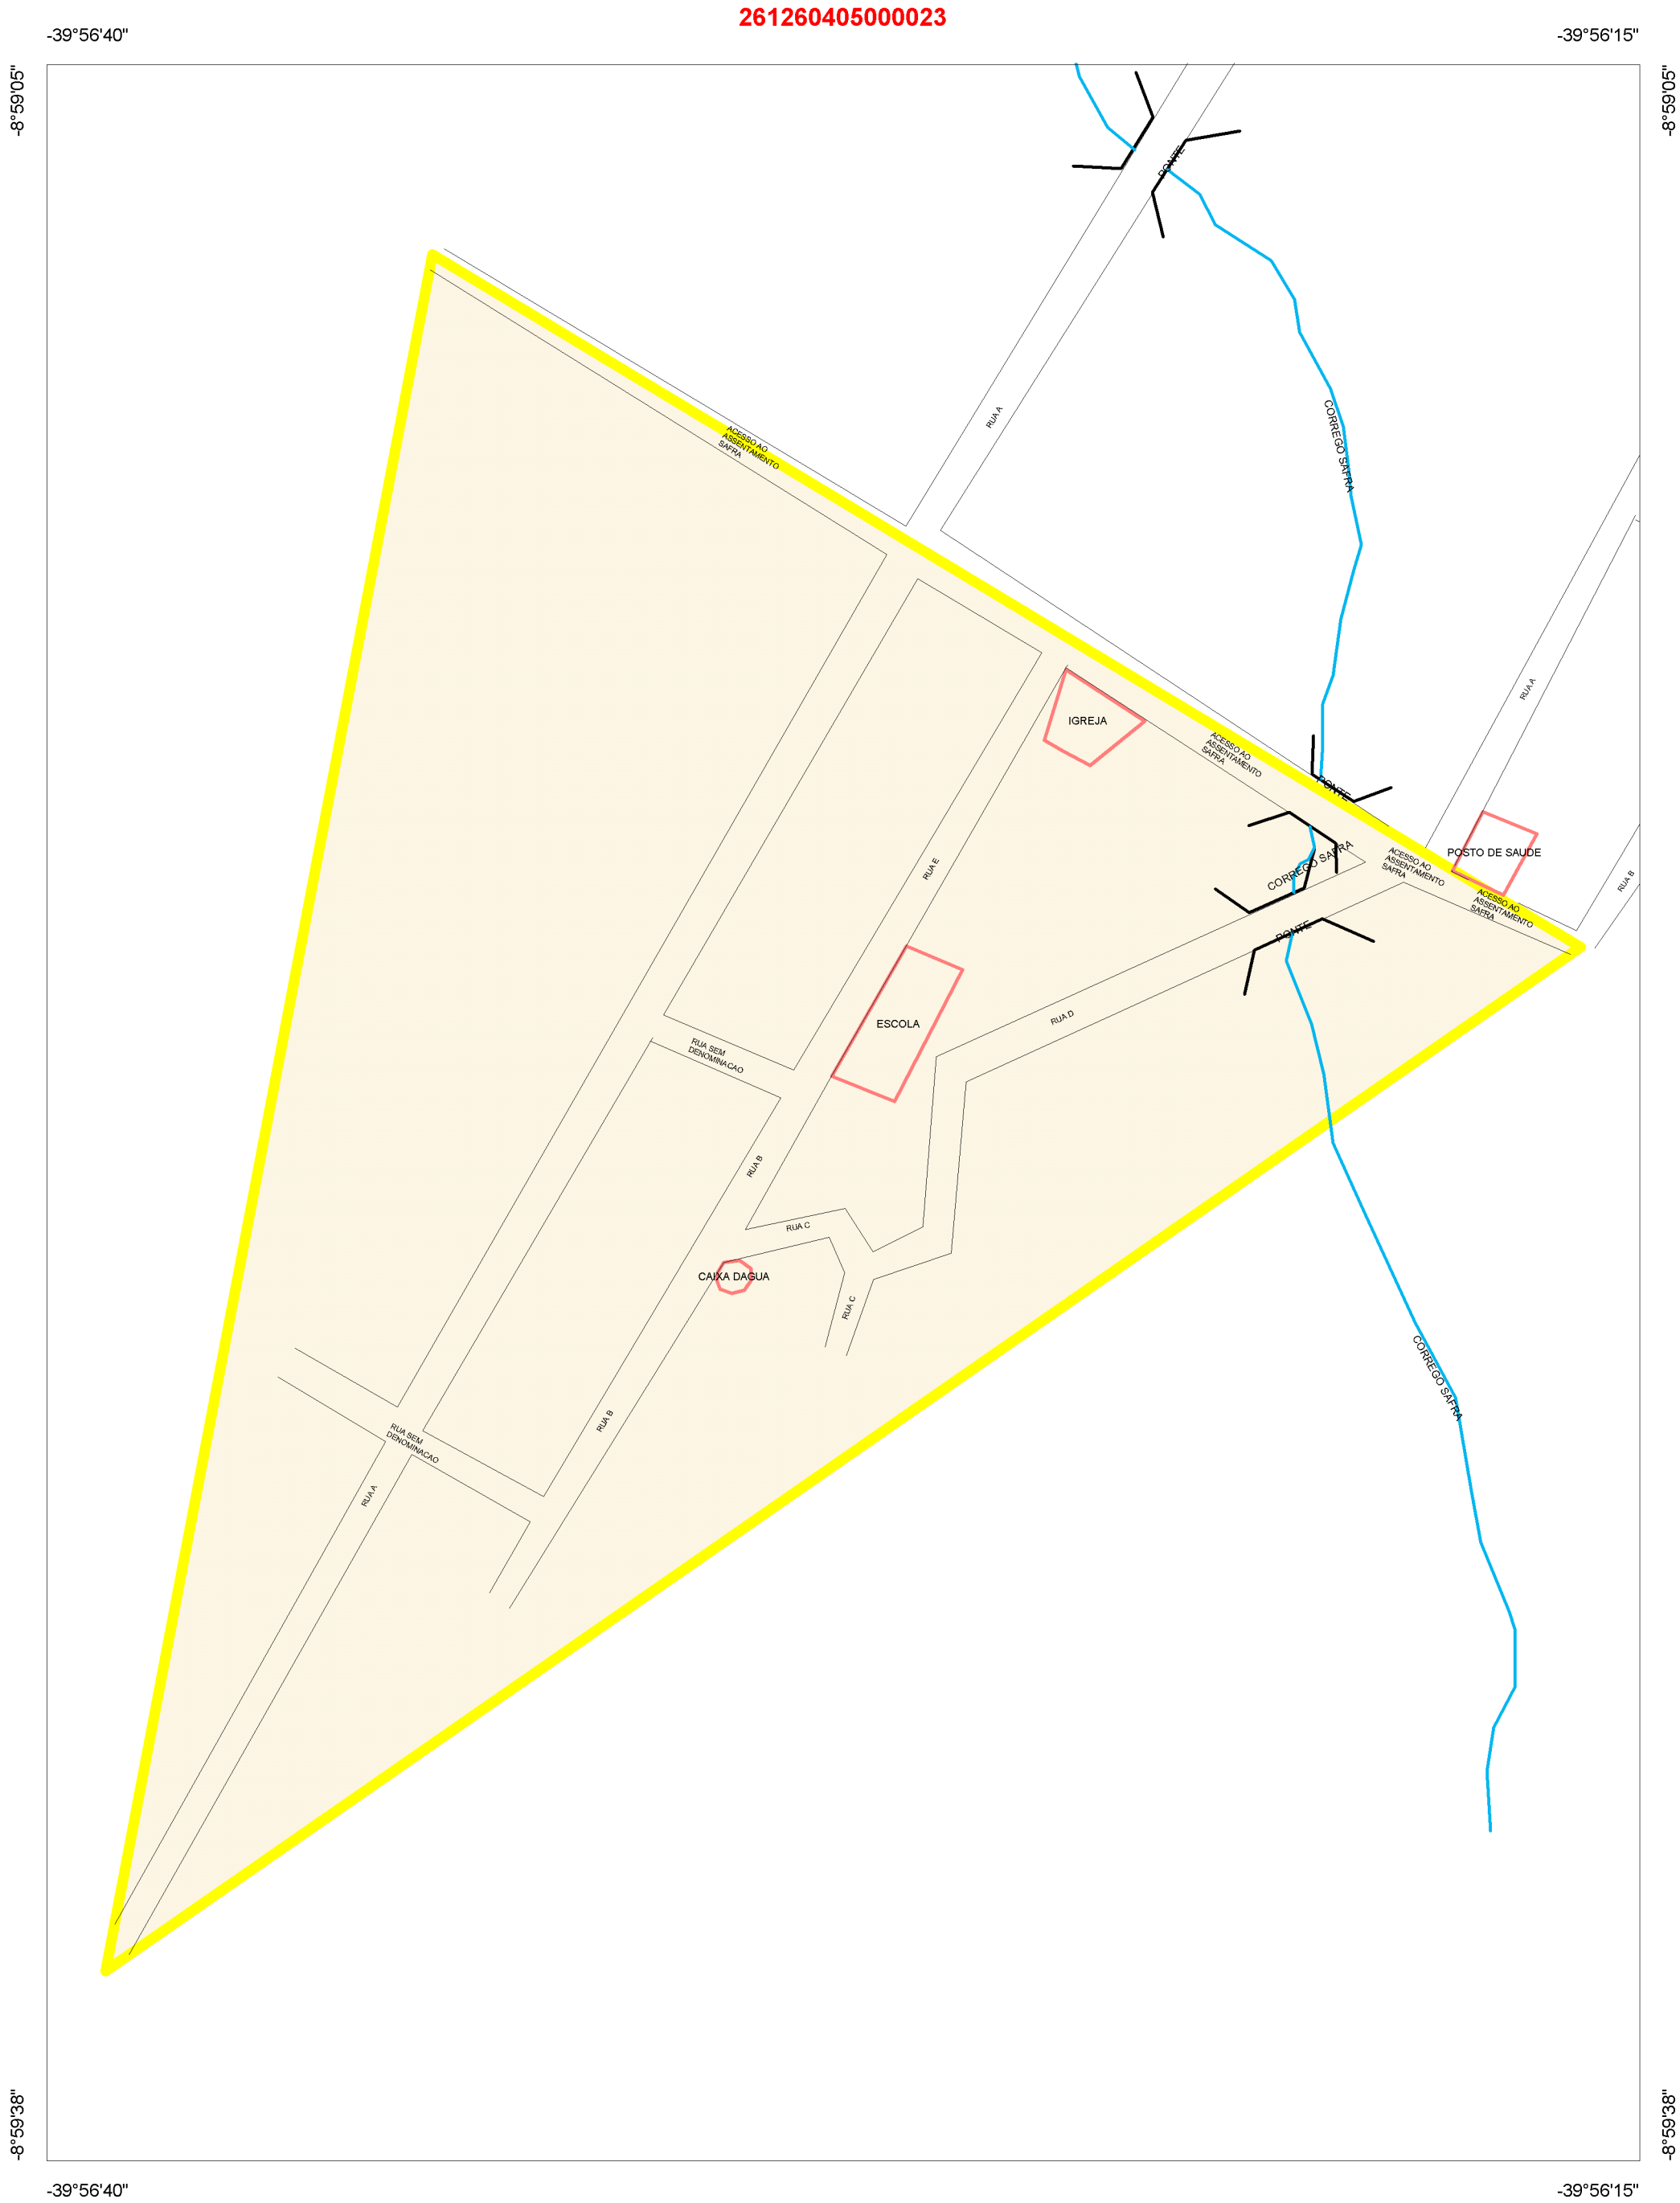 261260405000023
-39°56'40"
-39°56'15"
-8°59'05"
-8°59'05"
PONTE
RUA A
CORREGO SAFRA
ACESSO AO
ASSENTAMENTO
SAFRA
RUA A
IGREJA
ACESSO AO
ASSENTAMENTO
SAFRA
PONTE
CORREGO SAFRA
ACESSO AO
ASSENTAMENTO
SAFRA
POSTO DE SAUDE
RUA B
ACESSO AO
ASSENTAMENTO
SAFRA
RUA E
PONTE
ESCOLA
RUA D
RUA SEM
DENOMINACAO
RUA B
RUA C
CAIXA DAGUA
RUA C
CORREGO SAFRA
RUA B
RUA SEM
DENOMINACAO
RUA A
-8°59'38"
-8°59'38"
-39°56'40"
-39°56'15"